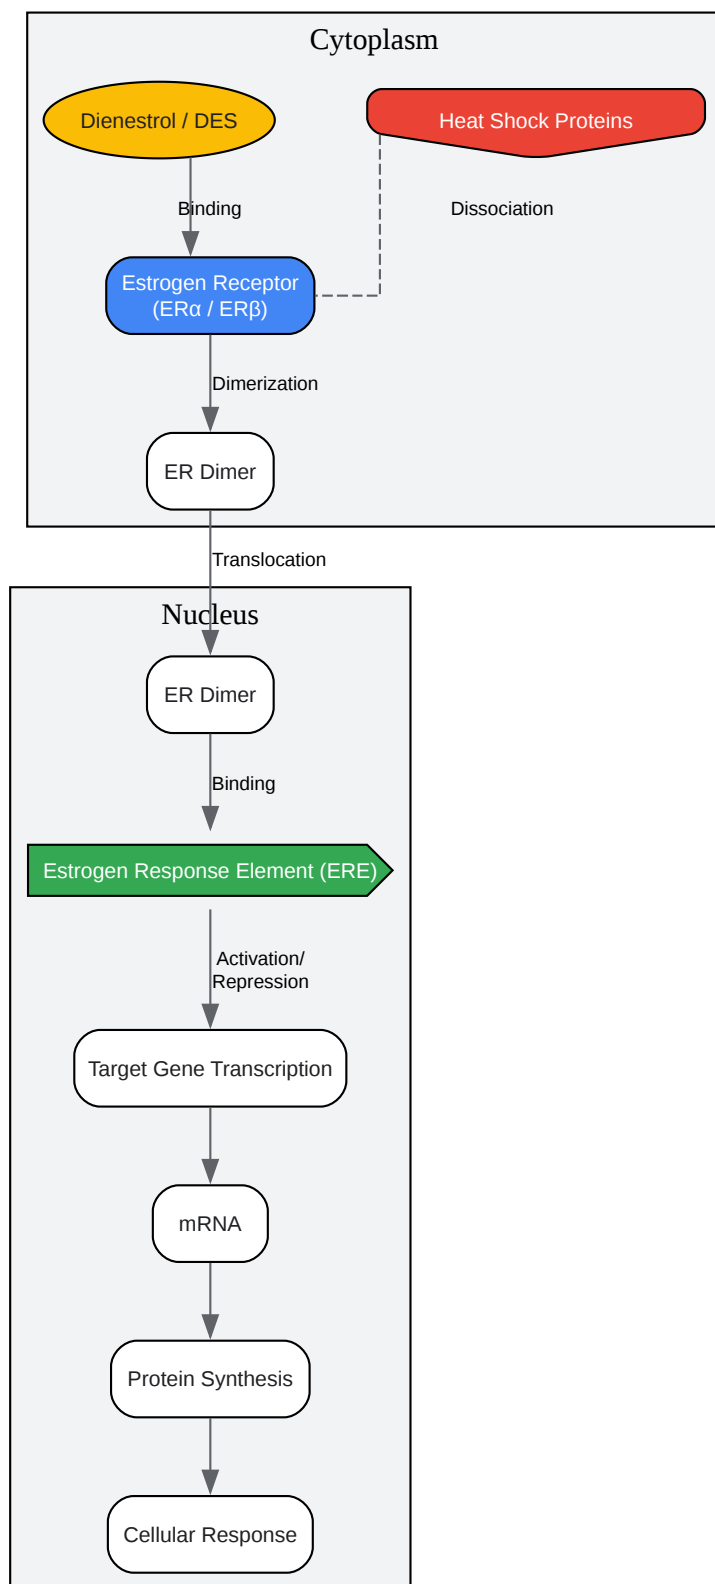 Cytoplasm
Dienestrol / DES
Heat Shock Proteins
Binding
Dissociation
Estrogen Receptor
(ERα / ERβ)
Dimerization
ER Dimer
Translocation
Nucleus
ER Dimer
Binding
Estrogen Response Element (ERE)
Activation/
Repression
Target Gene Transcription
mRNA
Protein Synthesis
Cellular Response